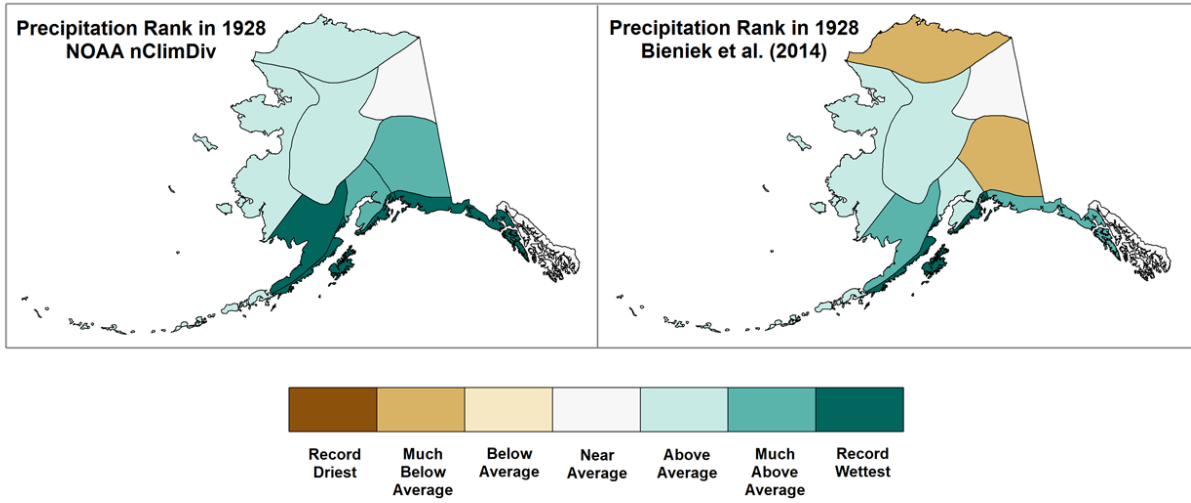 Precipitation Rank in 1928
NOAA nClimDiv
Precipitation Rank in 1928
Bieniek et al. (2014)
Record
Driest
Much
Below
Average
Below
Average
Near
Average
Above
Average
Much
Above
Average
Record
Wettest